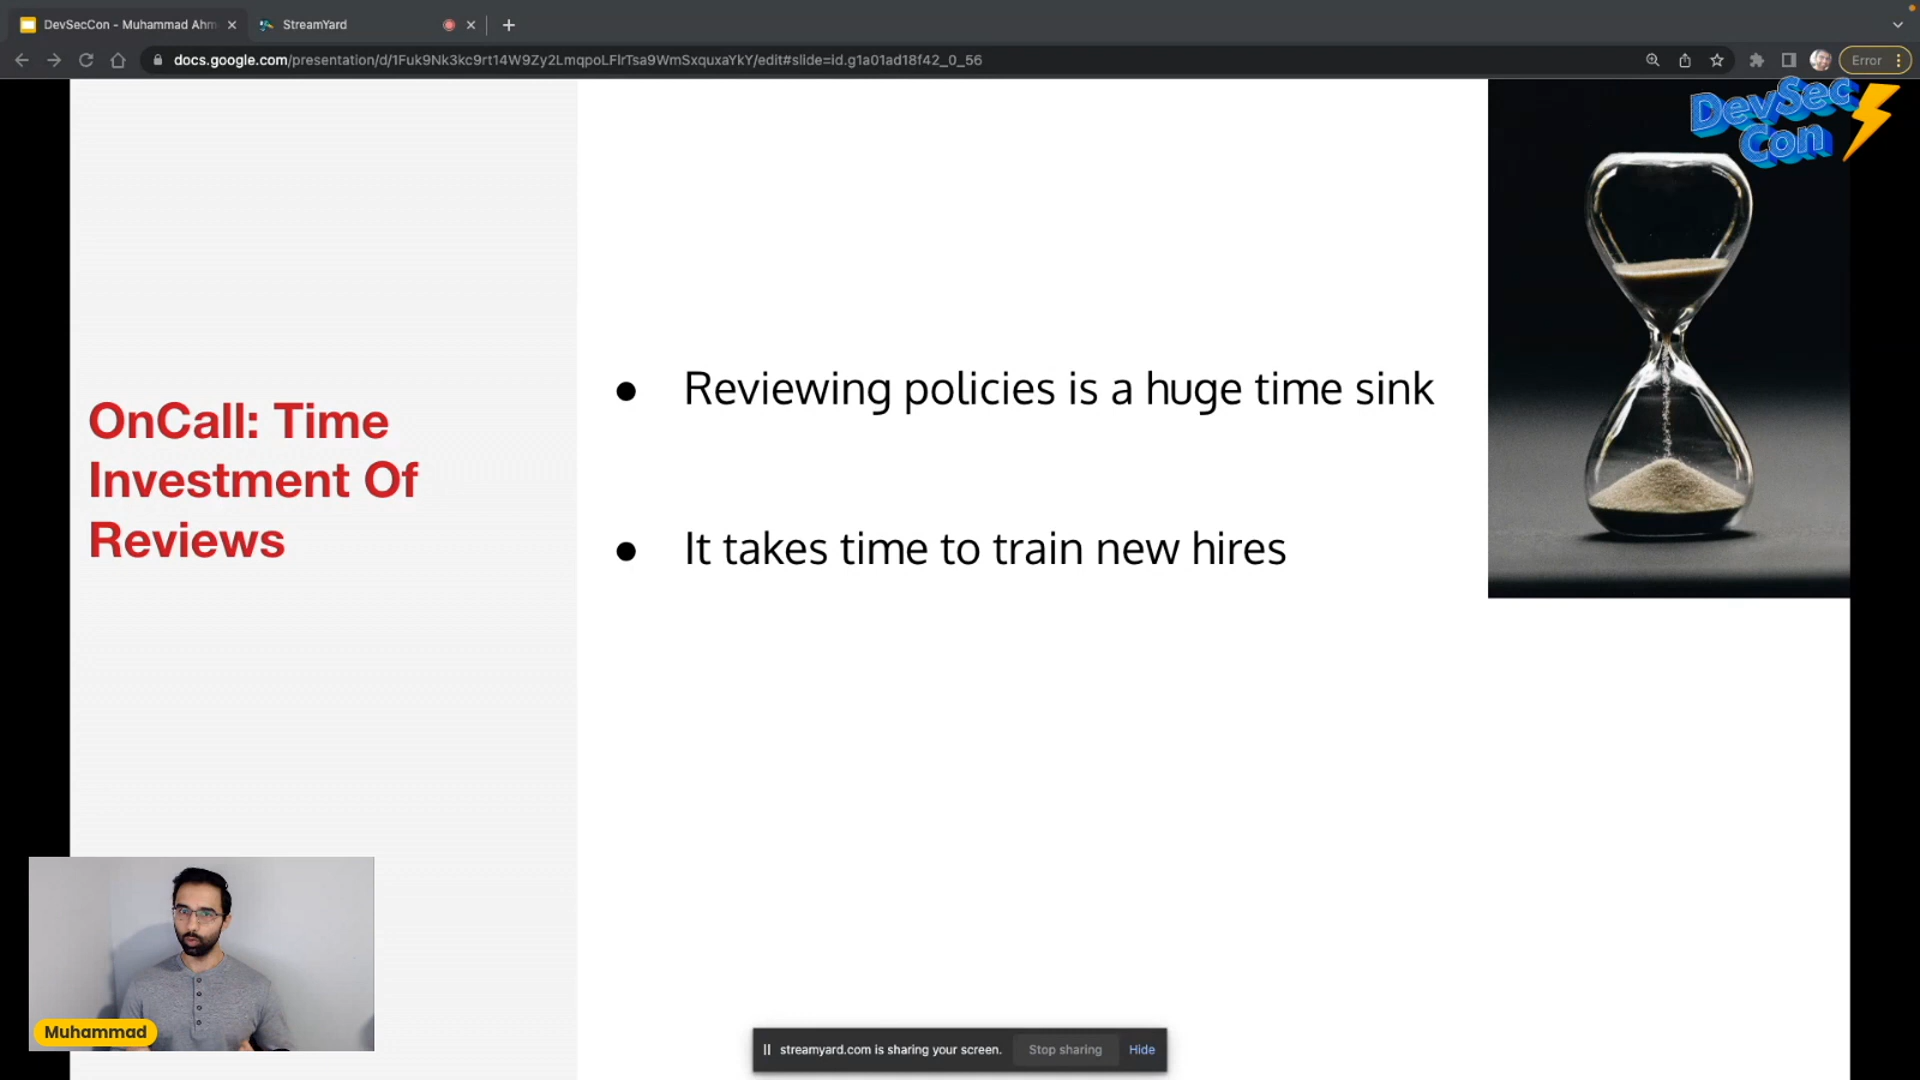 DevSecCon - Muhammad Ahm
StreamYard
docs.google.com/presentation/d/1Fuk9Nk3kc9rt14W9Zy2LmqpoLFlrTsa9WmSxquxaYkY/edit#slide=id.g1a01ad18f42_0_56
Error
DevSec
Con
OnCall: Time
Investment Of
Reviews
● Reviewing policies is a huge time sink
● It takes time to train new hires
Muhammad
streamyard.com is sharing your screen.
Stop sharing
Hide